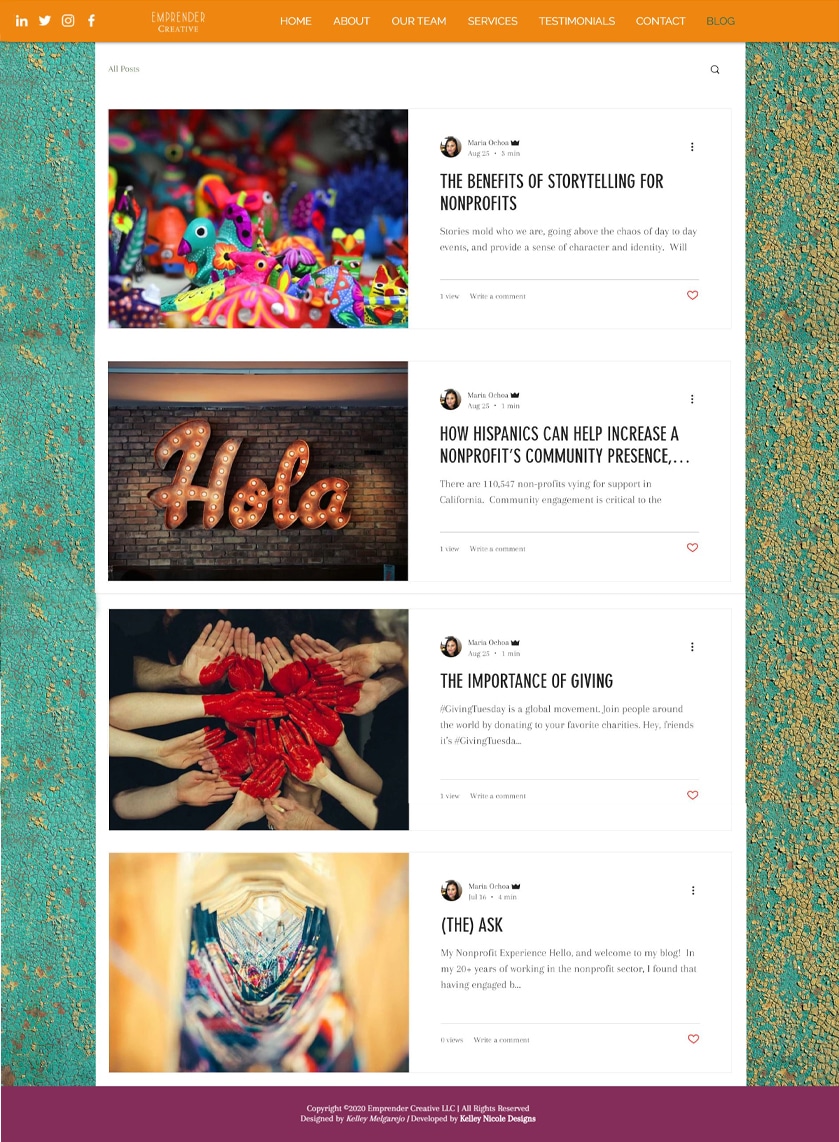 EMPRENDER
CREATIVE
HOME ABOUT OUR TEAM SERVICES TESTIMONIALS CONTACT BLOG
All Posts
Maria Ochoa
Aug 25 • 3 min
THE BENEFITS OF STORYTELLING FOR
NONPROFITS
Stories mold who we are, going above the chaos of day to day
events, and provide a sense of character and identity. Will
1 view Write a comment
Hola
Maria Ochoa
Aug 25 • 1 min
HOW HISPANICS CAN HELP INCREASE A
NONPROFIT'S COMMUNITY PRESENCE,...
There are 110,547 non-profits vying for support in
California. Community engagement is critical to the
1 view Write a comment
Maria Ochoa
Aug 25 • 1 min
THE IMPORTANCE OF GIVING
#GivingTuesday is a global movement. Join people around
the world by donating to your favorite charities. Hey, friends
it's #GivingTuesda...
1 view Write a comment
Maria Ochoa
Jul 16 • 4 min
(THE) ASK
My Nonprofit Experience Hello, and welcome to my blog! In
my 20+ years of working in the nonprofit sector, I found that
having engaged b...
0 views Write a comment
Copyright ©2020 Emprender Creative LLC | All Rights Reserved
Designed by Kelley Melgarejo / Developed by Kelley Nicole Designs